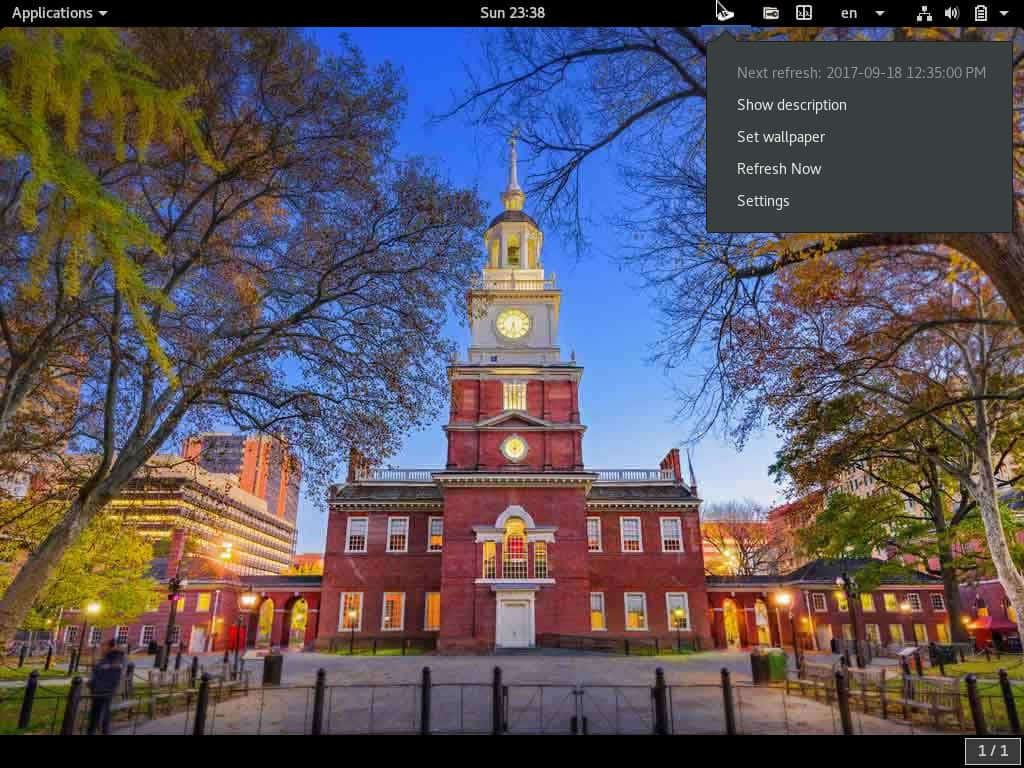 Applications
Sun 23:38
en
Next refresh: 2017-09-18 12:35:00 PM
Show description
Set wallpaper
Refresh Now
Settings
1 / 1